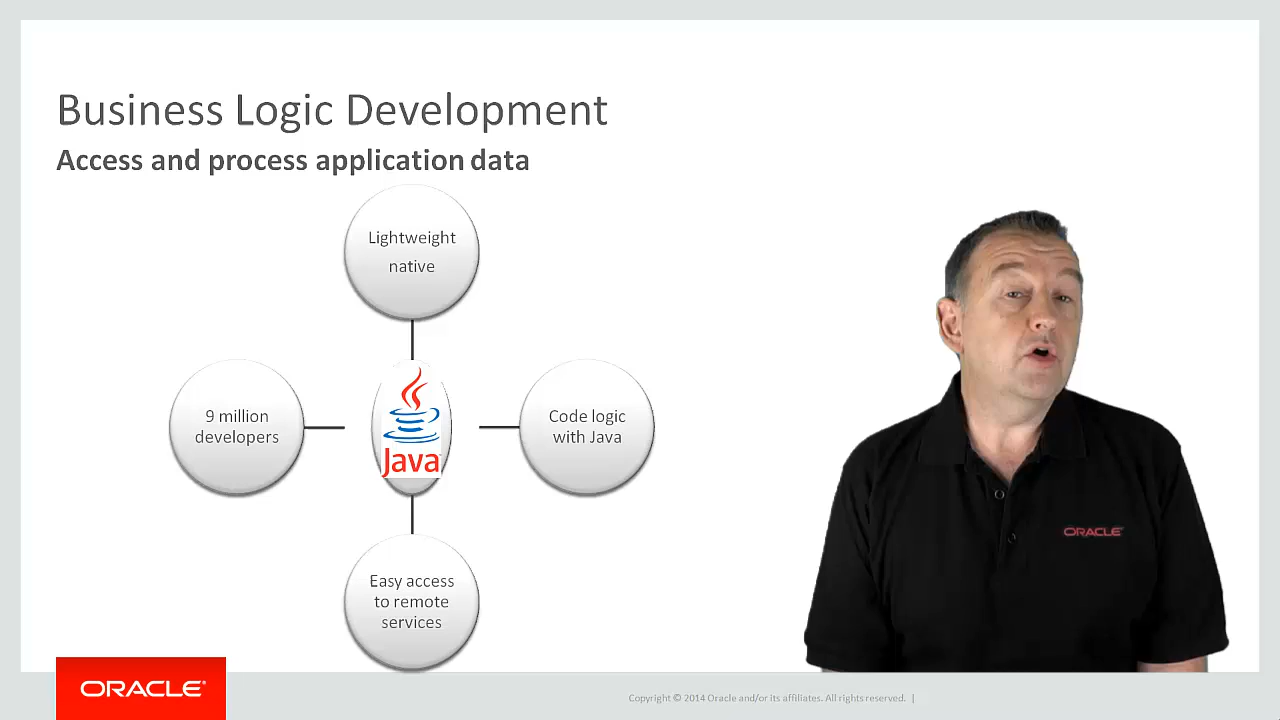 Business Logic Development
Access and process application data
Lightweight
native
9 million
developers
Java
Code logic
with Java
Easy access
to remote
services
ORACLE
ORACLE
Copyright © 2014 Oracle and/or its affiliates. All rights reserved. |